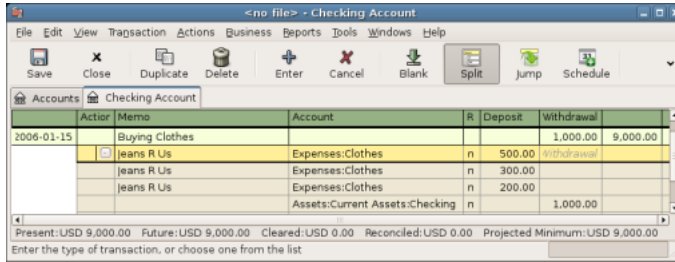 <no file> - Checking Account
File Edit View Transaction Actions Business Reports Tools Windows Help
Save Close Duplicate Delete Enter Cancel Blank Split Jump Schedule
Accounts Checking Account
Action Memo Account R Deposit Withdrawal
2006-01-15 Buying Clothes 1,000.00 9,000.00
Jeans R Us Expenses:Clothes n 500.00 Withdrawal
Jeans R Us Expenses:Clothes n 300.00
Jeans R Us Expenses:Clothes n 200.00
Assets:Current Assets:Checking n 1,000.00
Present:USD 9,000.00 Future:USD 9,000.00 Cleared:USD 0.00 Reconciled:USD 0.00 Projected Minimum:USD 9,000.00
Enter the type of transaction, or choose one from the list